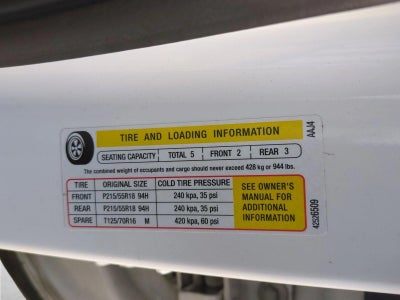 TIRE AND LOADING INFORMATION
SEATING CAPACITY TOTAL 5 FRONT 2 REAR 3
The combined weight of occupants and cargo should never exceed 428 kg or 944 lbs.
TIRE ORIGINAL SIZE COLD TIRE PRESSURE
FRONT P215/55R18 94H 240 kpa, 35 psi
REAR P215/55R18 94H 240 kpa, 35 psi
SPARE T125/70R16 M 420 kpa, 60 psi
SEE OWNER'S
MANUAL FOR
ADDITIONAL
INFORMATION
AAJ4
42526509